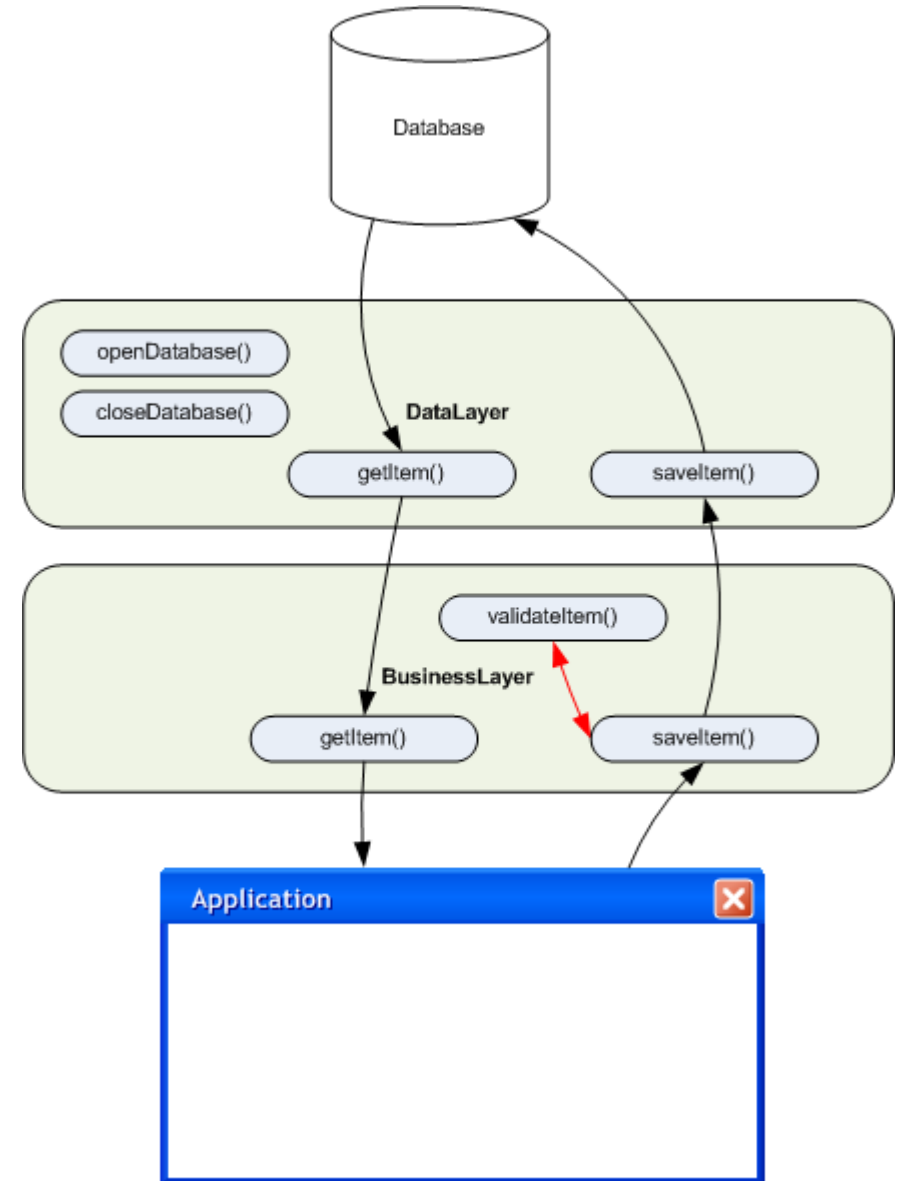 Database
openDatabase()
closeDatabase()
DataLayer
getItem()
saveItem()
validateItem()
BusinessLayer
getItem()
saveItem()
Application